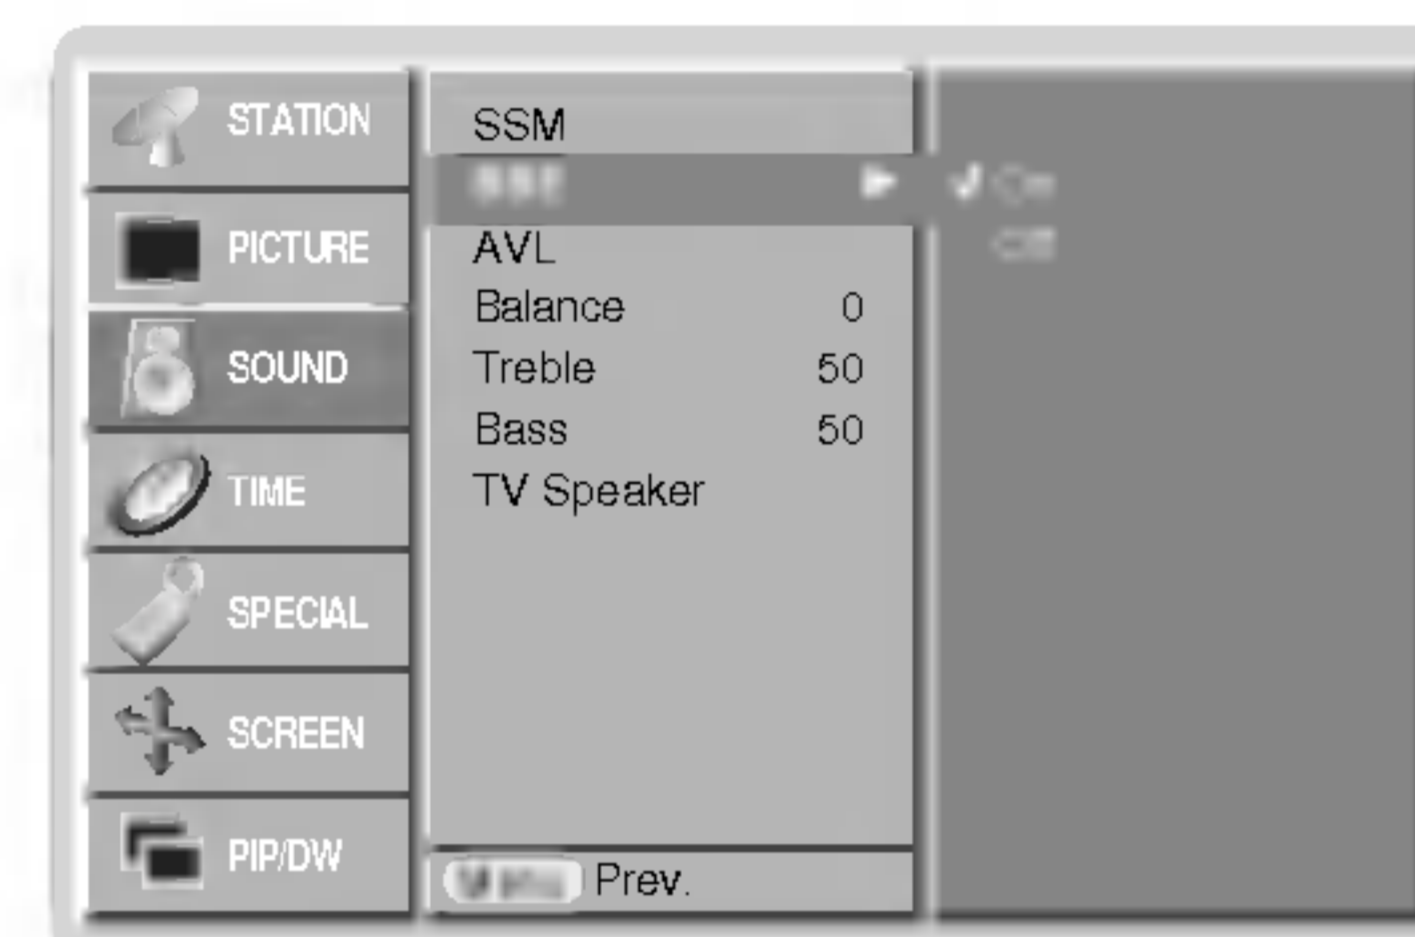 STATION
PICTURE
SOUND
TIME
SPECIAL
SCREEN
PIP/DW
SSM
AVL
Balance 0
Treble 50
Bass 50
TV Speaker
Prev.